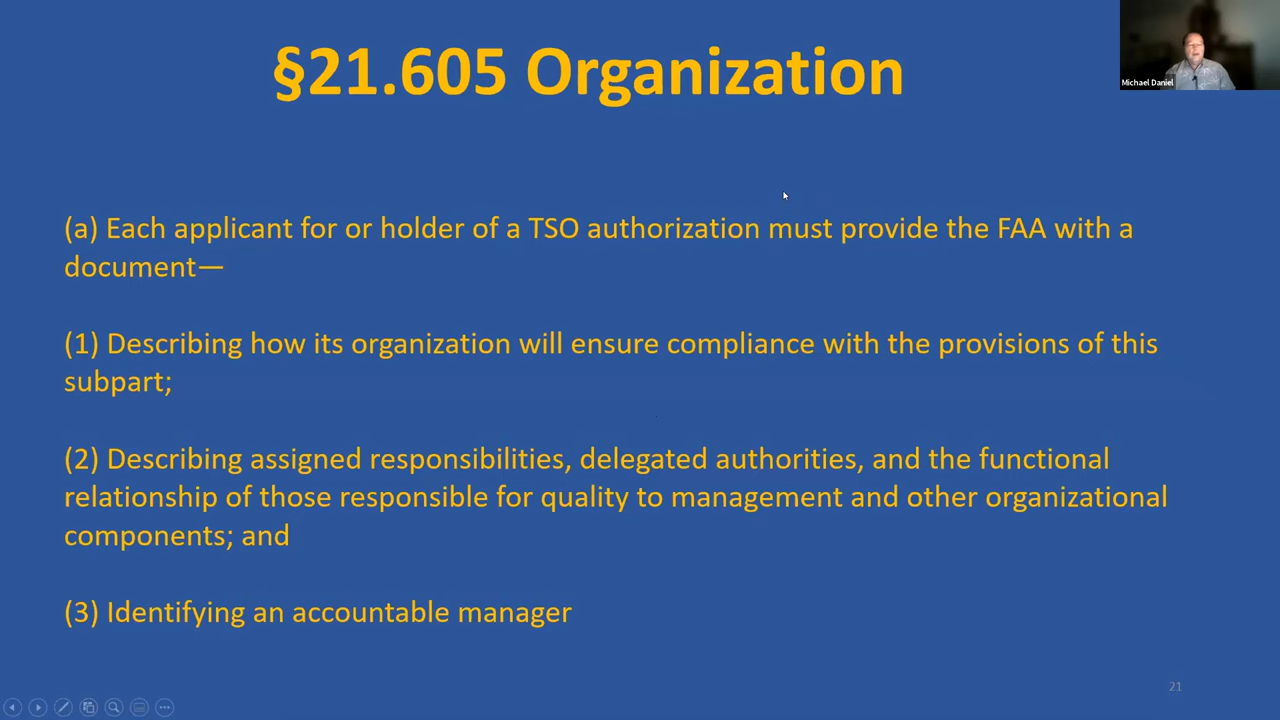 §21.605 Organization
Michael Daniel
(a) Each applicant for or holder of a TSO authorization must provide the FAA with a
document—
(1) Describing how its organization will ensure compliance with the provisions of this
subpart;
(2) Describing assigned responsibilities, delegated authorities, and the functional
relationship of those responsible for quality to management and other organizational
components; and
(3) Identifying an accountable manager
21